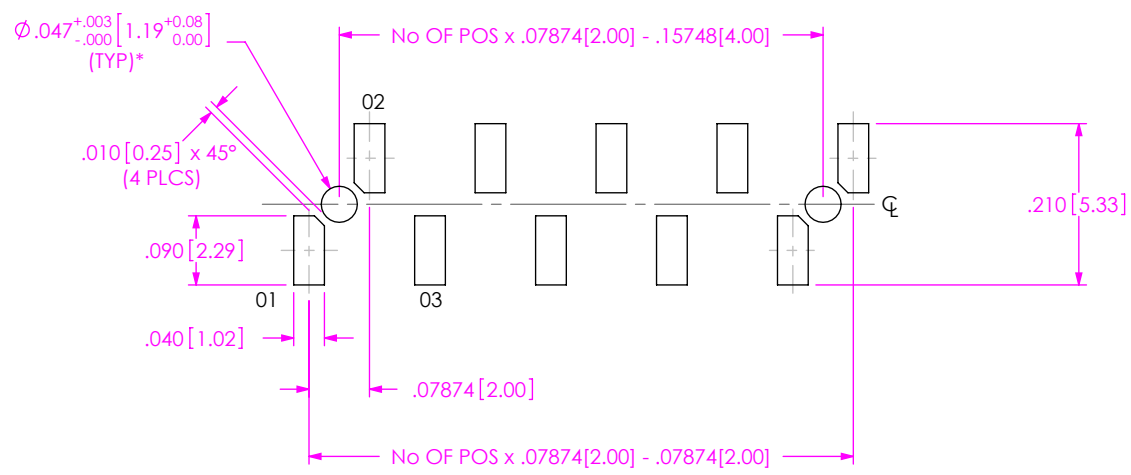 Ø.047 +.003 -.000 [1.19 +0.08 0.00]
(TYP)*
No OF POS x .07874[2.00] - .15748[4.00]
02
.010[0.25] x 45°
(4 PLCS)
℄
.210[5.33]
.090[2.29]
01
03
.040[1.02]
.07874[2.00]
No OF POS x .07874[2.00] - .07874[2.00]